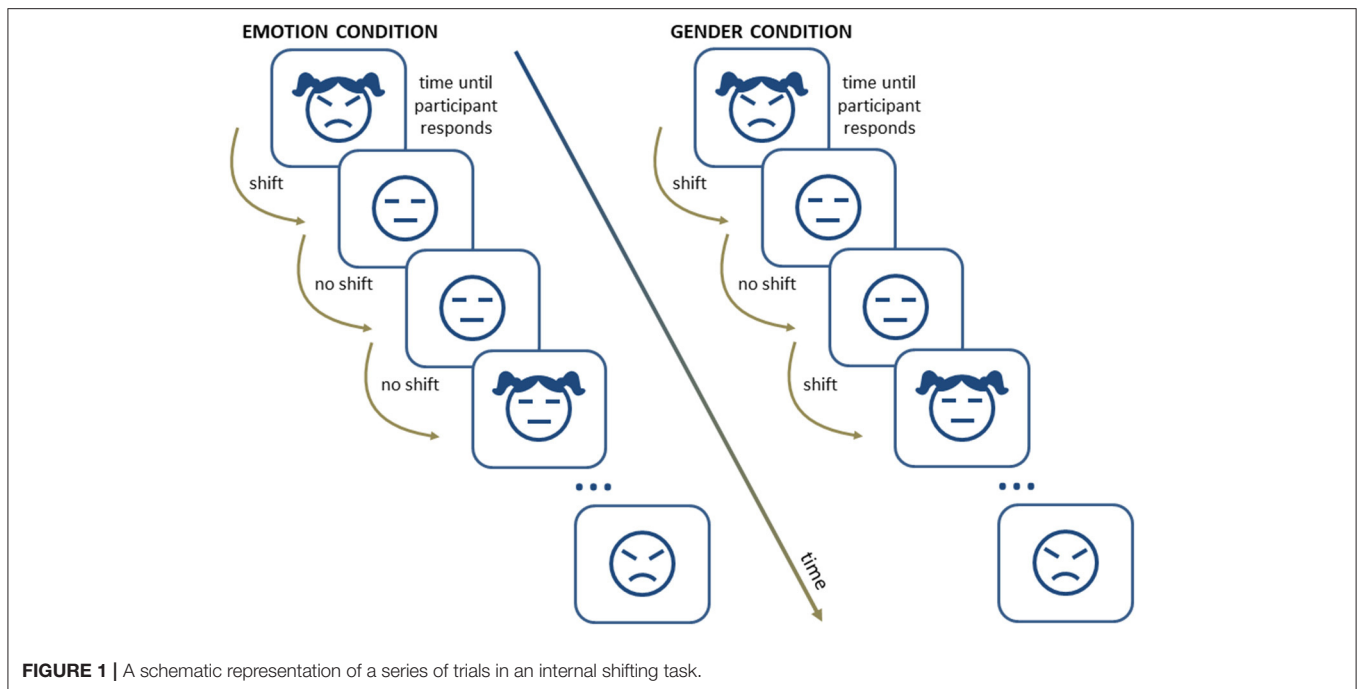 EMOTION CONDITION
time until
participant
responds
shift
no shift
no shift
GENDER CONDITION
time until
participant
responds
shift
no shift
shift
...
...
time
FIGURE 1 | A schematic representation of a series of trials in an internal shifting task.